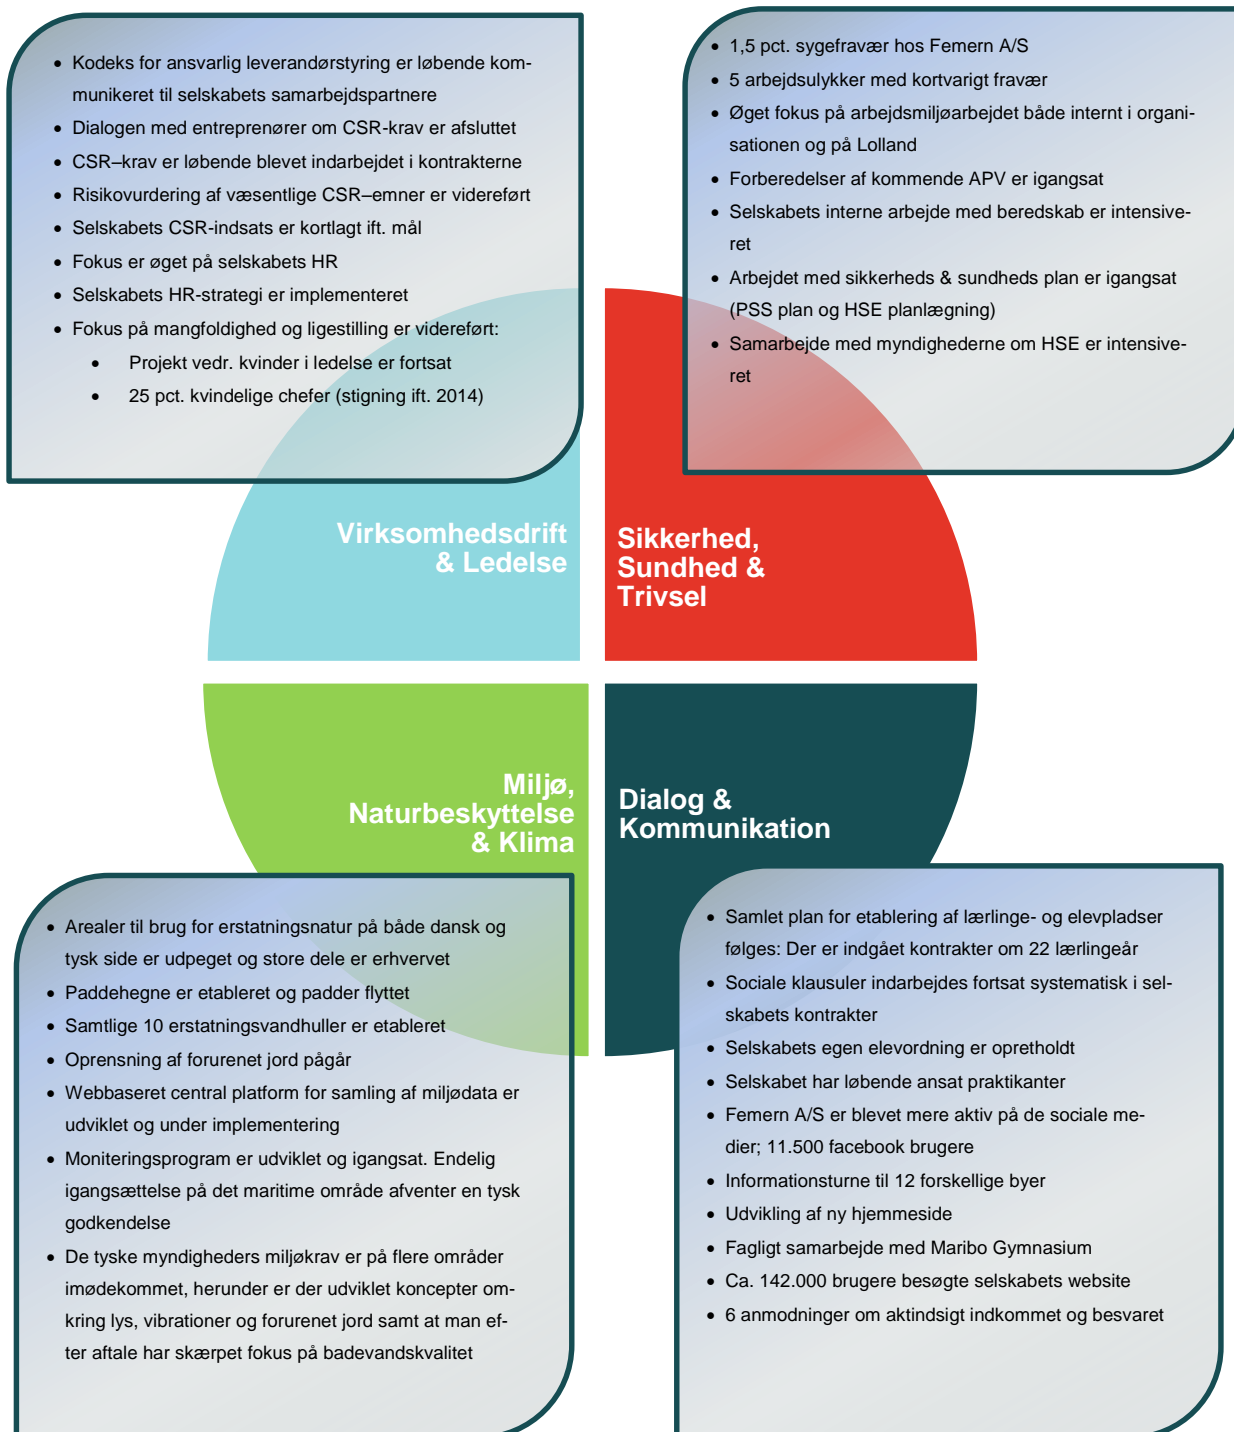 • Kodeks for ansvarlig leverandørstyring er løbende kom-
munikeret til selskabets samarbejdspartnere
• Dialogen med entreprenører om CSR-krav er afsluttet
• CSR–krav er løbende blevet indarbejdet i kontrakterne
• Risikovurdering af væsentlige CSR–emner er videreført
• Selskabets CSR-indsats er kortlagt ift. mål
• Fokus er øget på selskabets HR
• Selskabets HR-strategi er implementeret
• Fokus på mangfoldighed og ligestilling er videreført:
• Projekt vedr. kvinder i ledelse er fortsat
• 25 pct. kvindelige chefer (stigning ift. 2014)
• 1,5 pct. sygefravær hos Femern A/S
• 5 arbejdsulykker med kortvarigt fravær
• Øget fokus på arbejdsmiljøarbejdet både internt i organi-
sationen og på Lolland
• Forberedelser af kommende APV er igangsat
• Selskabets interne arbejde med beredskab er intensive-
ret
• Arbejdet med sikkerheds & sundheds plan er igangsat
(PSS plan og HSE planlægning)
• Samarbejde med myndighederne om HSE er intensive-
ret
Virksomhedsdrift
& Ledelse
Sikkerhed,
Sundhed &
Trivsel
Miljø,
Naturbeskyttelse
& Klima
Dialog &
Kommunikation
• Arealer til brug for erstatningsnatur på både dansk og
tysk side er udpeget og store dele er erhvervet
• Paddehegne er etableret og padder flyttet
• Samtlige 10 erstatningsvandhuller er etableret
• Oprensning af forurenet jord pågår
• Webbaseret central platform for samling af miljødata er
udviklet og under implementering
• Moniteringsprogram er udviklet og igangsat. Endelig
igangsættelse på det maritime område afventer en tysk
godkendelse
• De tyske myndigheders miljøkrav er på flere områder
imødekommet, herunder er der udviklet koncepter om-
kring lys, vibrationer og forurenet jord samt at man ef-
ter aftale har skærpet fokus på badevandskvalitet
• Samlet plan for etablering af lærlinge- og elevpladser
følges: Der er indgået kontrakter om 22 lærlingeår
• Sociale klausuler indarbejdes fortsat systematisk i sel-
skabets kontrakter
• Selskabets egen elevordning er opretholdt
• Selskabet har løbende ansat praktikanter
• Femern A/S er blevet mere aktiv på de sociale me-
dier; 11.500 facebook brugere
• Informationsturne til 12 forskellige byer
• Udvikling af ny hjemmeside
• Fagligt samarbejde med Maribo Gymnasium
• Ca. 142.000 brugere besøgte selskabets website
• 6 anmodninger om aktindsigt indkommet og besvaret